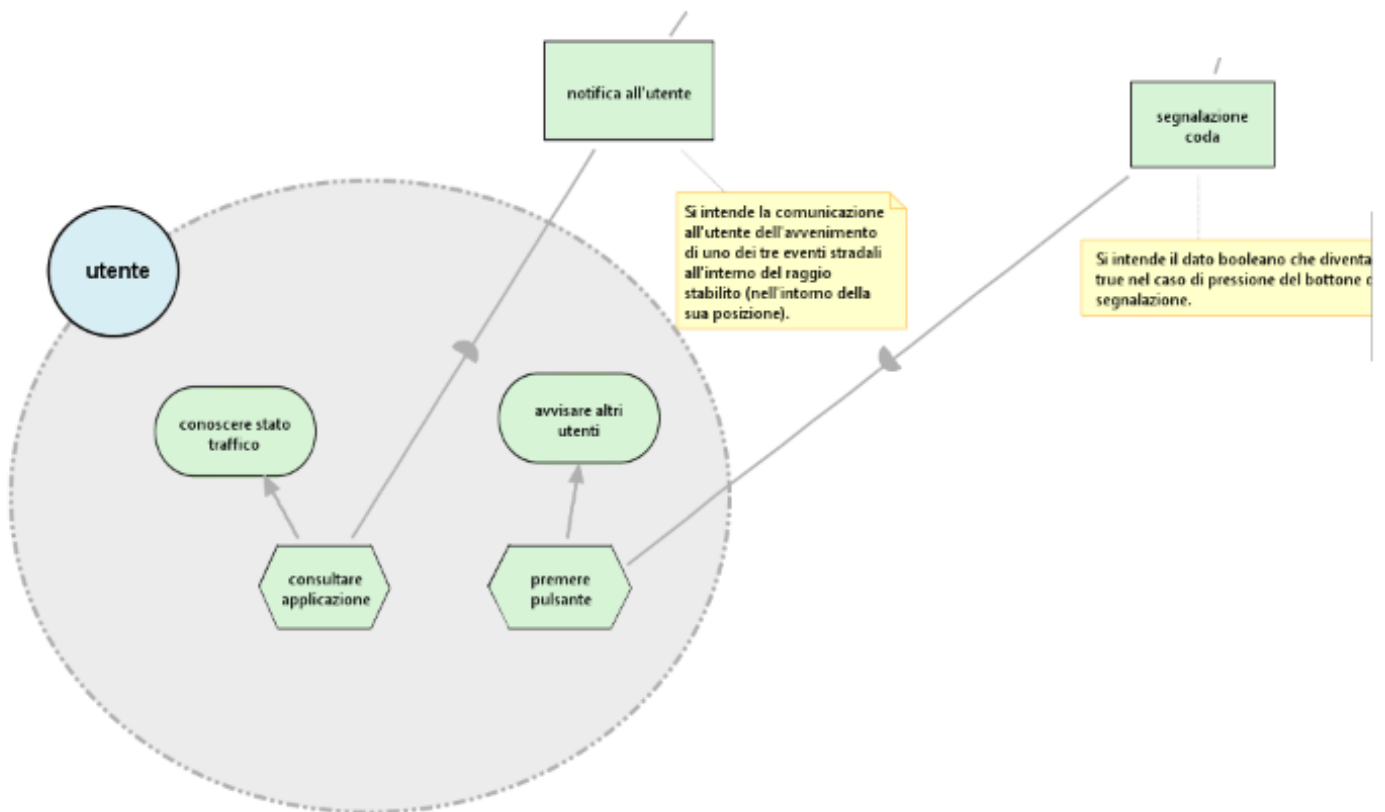 notifica all'utente
segnalazione
coda
Si intende la comunicazione
all'utente dell'avvenimento
di uno dei tre eventi stradali
all'interno del raggio
stabilito (nell'intorno della
sua posizione).
Si intende il dato booleano che diventa
true nel caso di pressione del bottone
segnalazione.
utente
conoscere stato
traffico
avvisare altri
utenti
consultare
applicazione
premere
pulsante